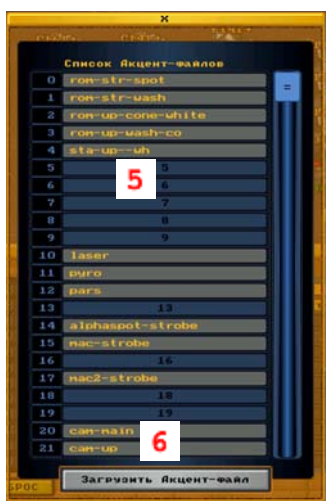 x
Список Акцент-файлов
0 rom-str-spot
1 rom-str-wash
2 rom-up-cone-white
3 rom-up-wash-co
4 sta-up--wh
5 5
6 6
7 7
8 8
9 9
5
10 laser
11 pyro
12 pars
13 13
14 alphaspot-strobe
15 mac-strobe
16 16
17 mac2-strobe
18 18
19 19
20 cam-main
21 cam-up
6
Загрузить Акцент-файл